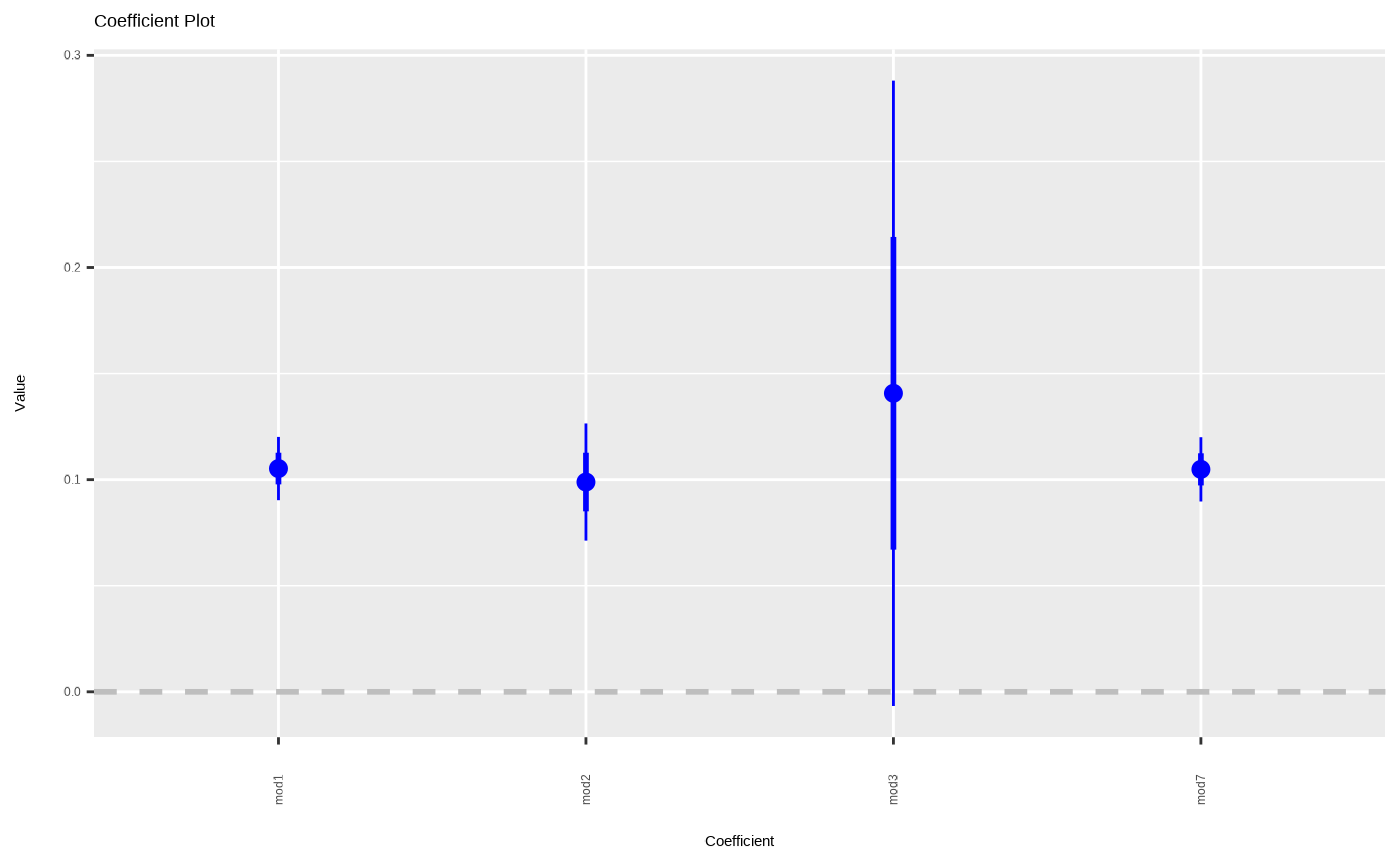 Coefficient Plot
0.3
0.2
0.1
0.0
Value
mod1
mod2
mod3
mod7
Coefficient